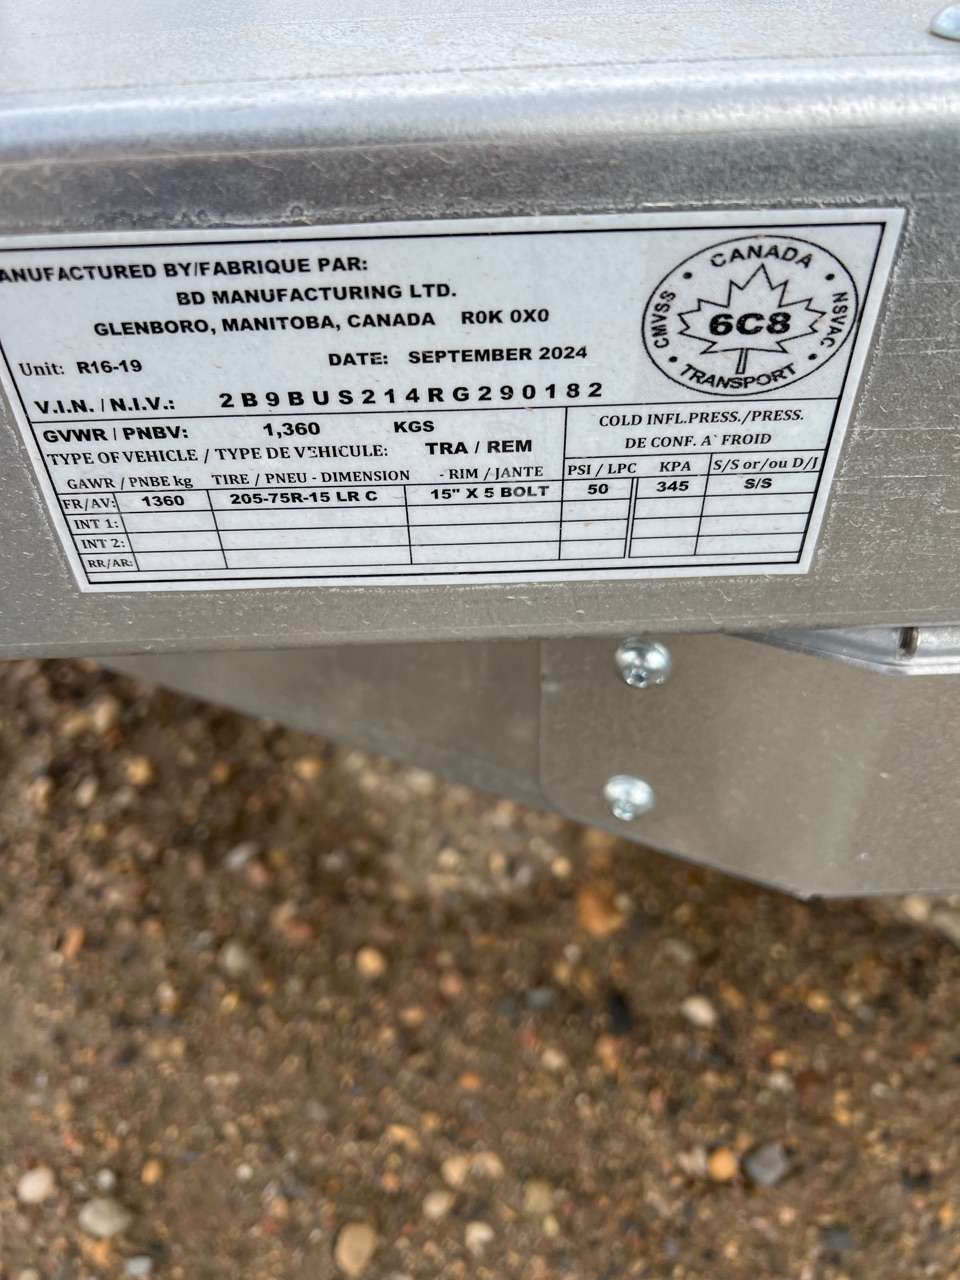 ANUFACTURED BY/FABRIQUE PAR:
BD MANUFACTURING LTD.
GLENBORO, MANITOBA, CANADA R0K 0X0
Unit: R16-19
DATE: SEPTEMBER 2024
V.I.N. / N.I.V.: 2B9BUS214RG290182
CANADA
CMVSS
6C8
NSVAC
TRANSPORT
GVWR / PNBV: 1,360 KGS
TYPE OF VEHICLE / TYPE DE VEHICULE: TRA / REM
COLD INFL.PRESS./PRESS.
DE CONF. A` FROID
GAWR / PNBE kg TIRE / PNEU - DIMENSION - RIM / JANTE PSI / LPC KPA S/S or/ou D/J
FR/AV: 1360 205-75R-15 LR C 15" X 5 BOLT 50 345 S/S
INT 1:
INT 2:
RR/AR: